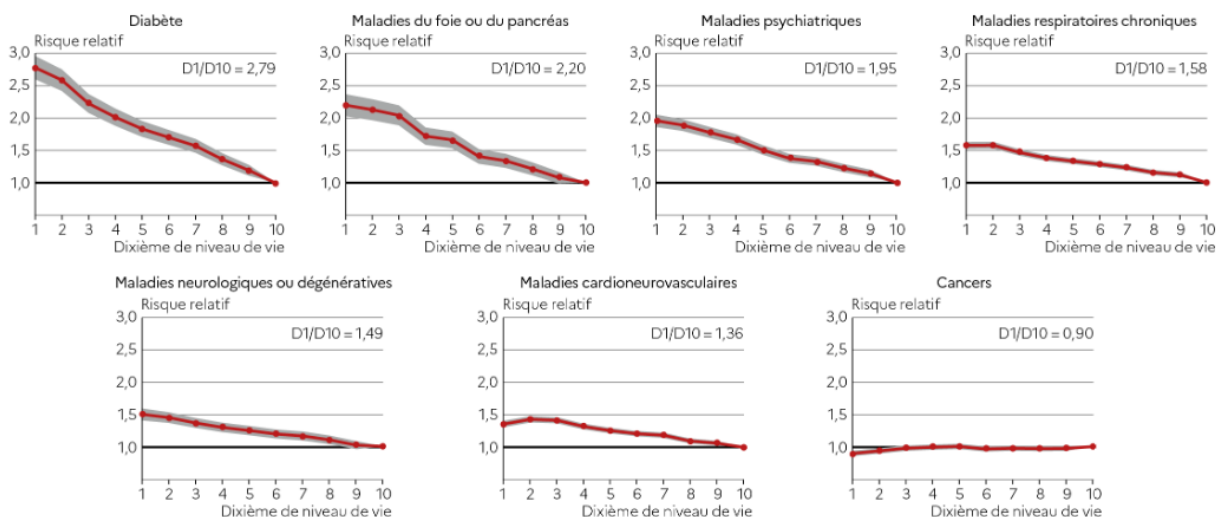 Diabète
Risque relatif
3,0
D1/D10 = 2,79
2,5
2,0
1,5
1,0
1 2 3 4 5 6 7 8 9 10
Dixième de niveau de vie
Maladies du foie ou du pancréas
Risque relatif
3,0
D1/D10 = 2,20
2,5
2,0
1,5
1,0
1 2 3 4 5 6 7 8 9 10
Dixième de niveau de vie
Maladies psychiatriques
Risque relatif
3,0
D1/D10 = 1,95
2,5
2,0
1,5
1,0
1 2 3 4 5 6 7 8 9 10
Dixième de niveau de vie
Maladies respiratoires chroniques
Risque relatif
3,0
D1/D10 = 1,58
2,5
2,0
1,5
1,0
1 2 3 4 5 6 7 8 9 10
Dixième de niveau de vie
Maladies neurologiques ou dégénératives
Risque relatif
3,0
D1/D10 = 1,49
2,5
2,0
1,5
1,0
1 2 3 4 5 6 7 8 9 10
Dixième de niveau de vie
Maladies cardioneurovasculaires
Risque relatif
3,0
D1/D10 = 1,36
2,5
2,0
1,5
1,0
1 2 3 4 5 6 7 8 9 10
Dixième de niveau de vie
Cancers
Risque relatif
3,0
D1/D10 = 0,90
2,5
2,0
1,5
1,0
1 2 3 4 5 6 7 8 9 10
Dixième de niveau de vie